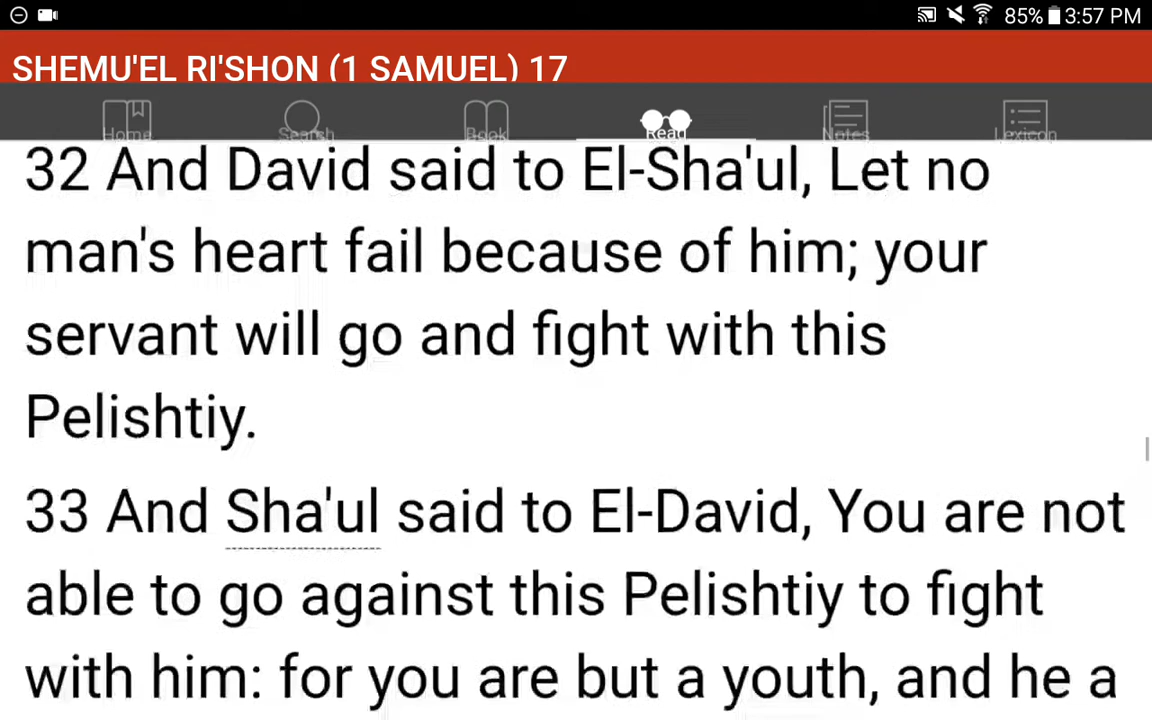 85% 3:57 PM
SHEMU'EL RI'SHON (1 SAMUEL) 17
Home Search Book Read Notes Lexicon
32 And David said to El-Sha'ul, Let no
man's heart fail because of him; your
servant will go and fight with this
Pelishtiy.
33 And Sha'ul said to El-David, You are not
able to go against this Pelishtiy to fight
with him: for you are but a youth, and he a